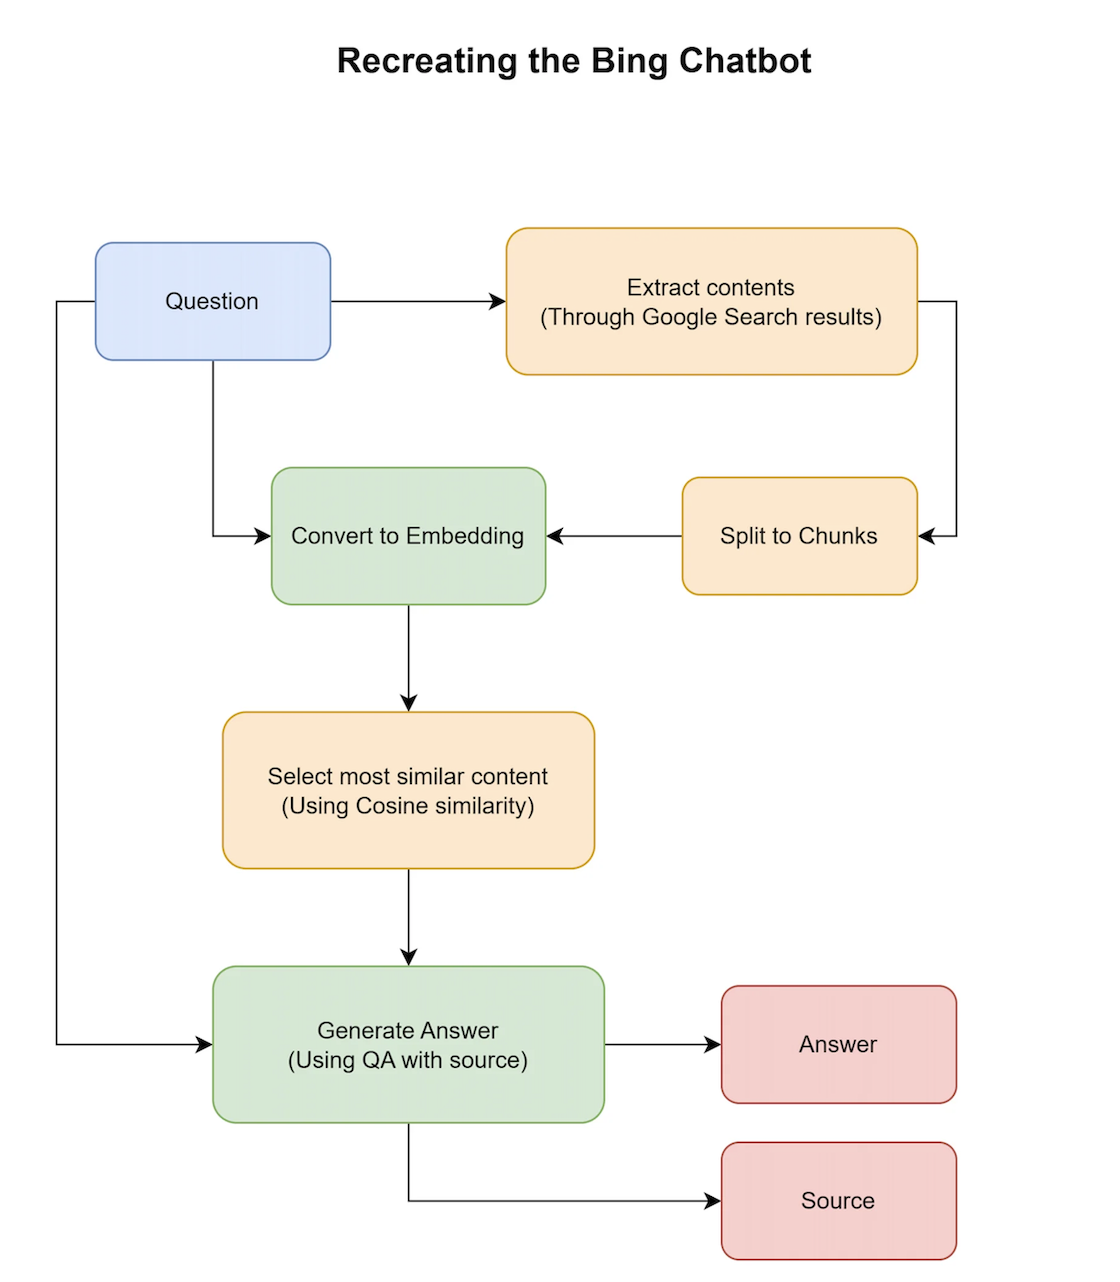 Recreating the Bing Chatbot
Question
Extract contents
(Through Google Search results)
Convert to Embedding
Split to Chunks
Select most similar content
(Using Cosine similarity)
Generate Answer
(Using QA with source)
Answer
Source